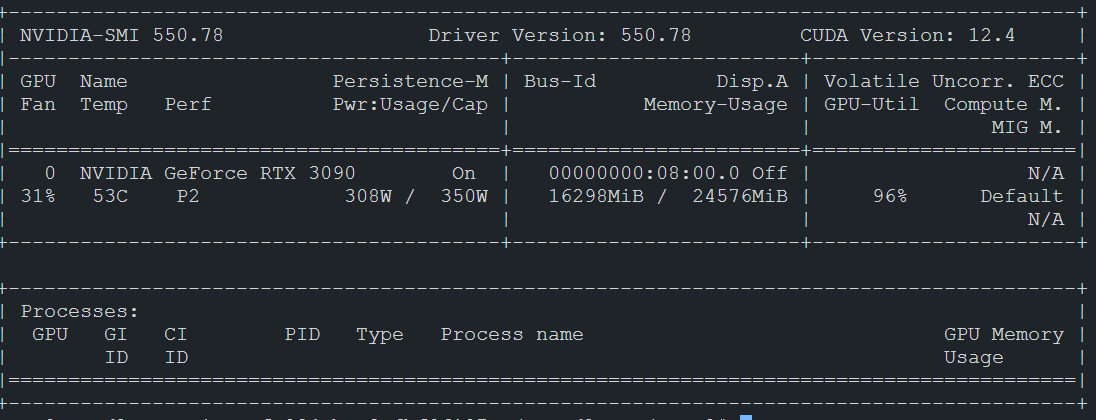 NVIDIA-SMI 550.78 Driver Version: 550.78 CUDA Version: 12.4
GPU Name Persistence-M | Bus-Id Disp.A | Volatile Uncorr. ECC
Fan Temp Perf Pwr:Usage/Cap | Memory-Usage | GPU-Util Compute M.
MIG M.
0 NVIDIA GeForce RTX 3090 On | 00000000:08:00.0 Off | N/A
31% 53C P2 308W / 350W | 16298MiB / 24576MiB | 96% Default
N/A
Processes:
GPU GI CI PID Type Process name GPU Memory
ID ID Usage